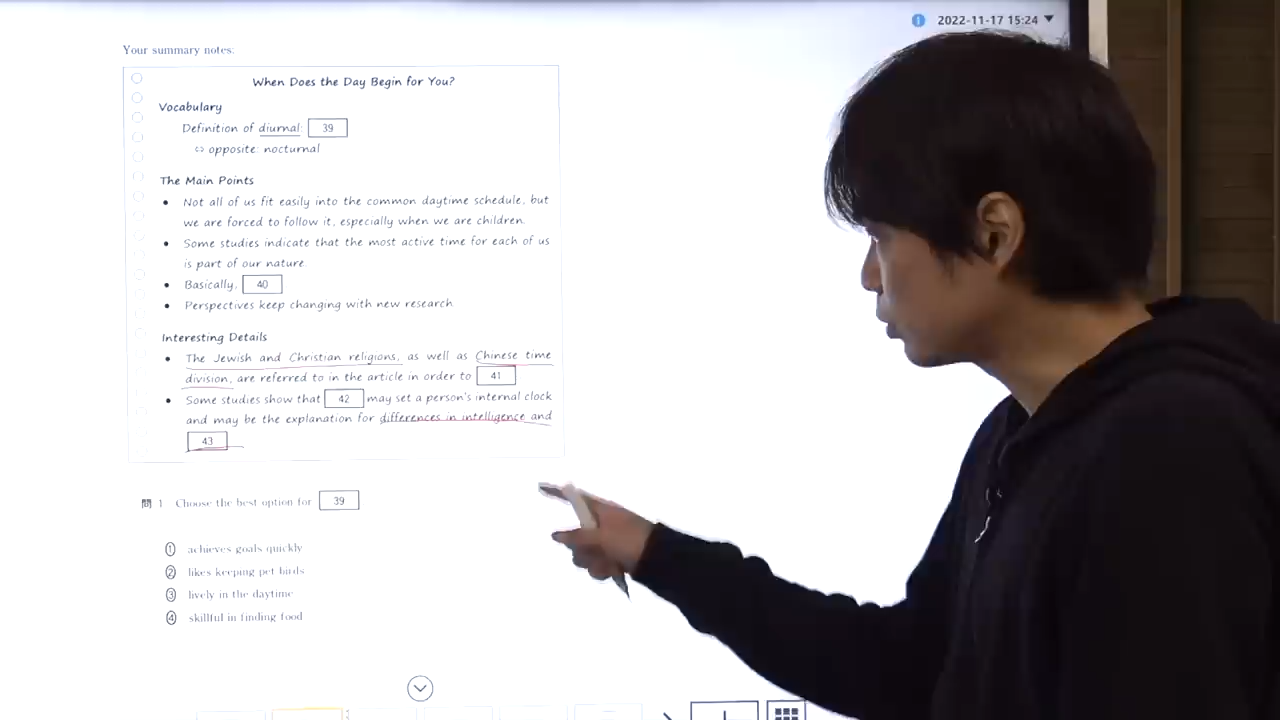 2022-11-17 15:24
Your summary notes:
When Does the Day Begin for You?
Vocabulary
Definition of diurnal: 39
⇔ opposite: nocturnal
The Main Points
• Not all of us fit easily into the common daytime schedule, but
we are forced to follow it, especially when we are children.
• Some studies indicate that the most active time for each of us
is part of our nature.
• Basically, 40
• Perspectives keep changing with new research
Interesting Details
• The Jewish and Christian religions, as well as Chinese time
division, are referred to in the article in order to 41
• Some studies show that 42 may set a person's internal clock
and may be the explanation for differences in intelligence and
43
問 1 Choose the best option for 39
① achieves goals quickly
② likes keeping pet birds
③ lively in the daytime
④ skillful in finding food